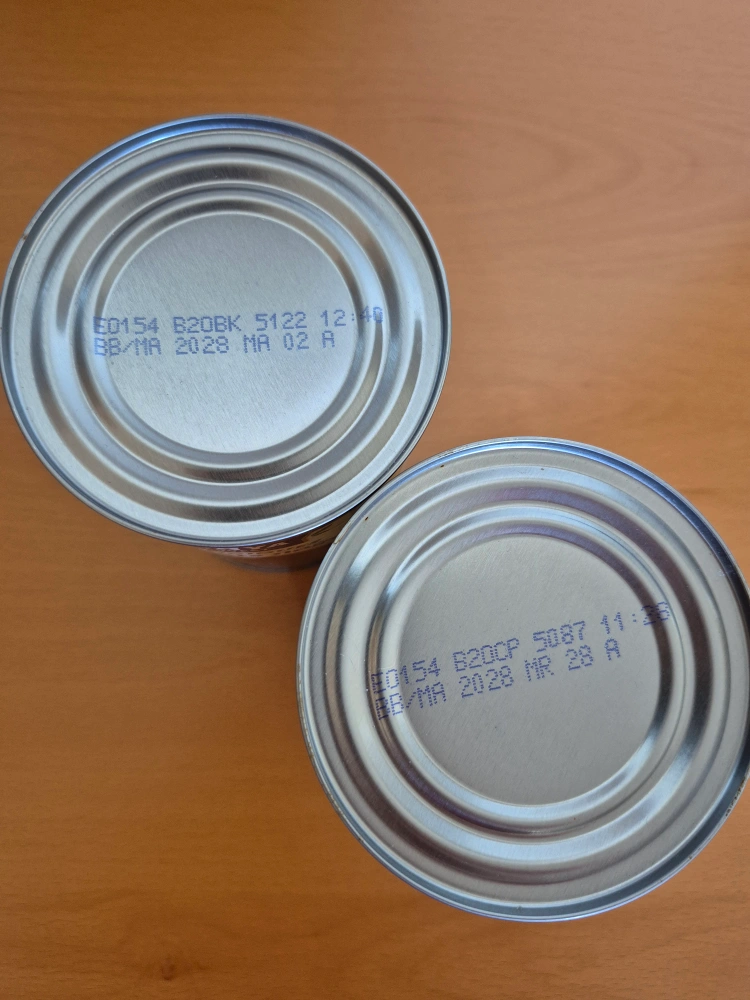 E0154 B20BK 5122 12:40
BB/MA 2028 MA 02 A
E0154 B20CP 5087 11:26
BB/MA 2028 MR 28 A